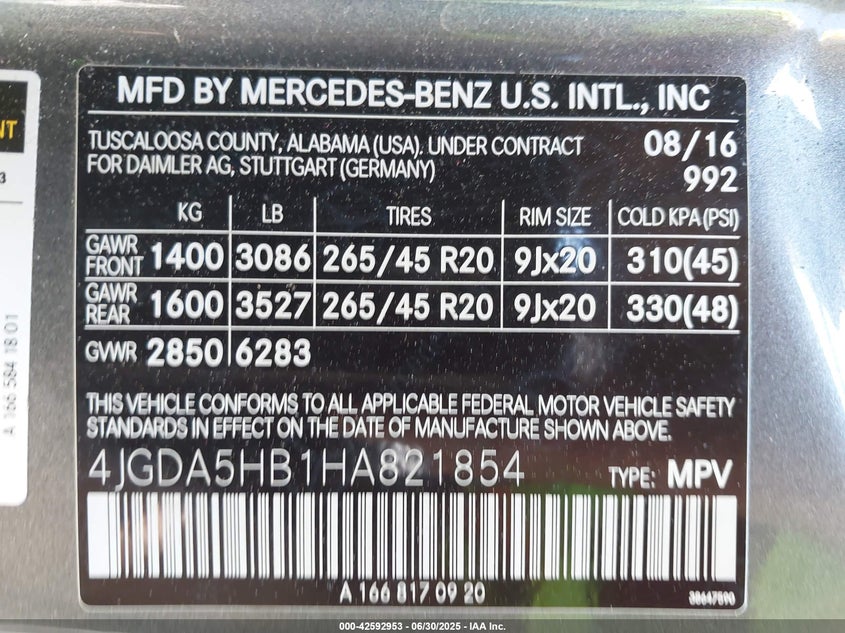 MFD BY MERCEDES-BENZ U.S. INTL., INC
TUSCALOOSA COUNTY, ALABAMA (USA). UNDER CONTRACT 08/16
FOR DAIMLER AG, STUTTGART (GERMANY) 992
KG LB TIRES RIM SIZE COLD KPA (PSI)
GAWR FRONT 1400 3086 265/45 R20 9Jx20 310(45)
GAWR REAR 1600 3527 265/45 R20 9Jx20 330(48)
GVWR 2850 6283
THIS VEHICLE CONFORMS TO ALL APPLICABLE FEDERAL MOTOR VEHICLE SAFETY
STANDARDS IN EFFECT ON THE DATE OF MANUFACTURE SHOWN ABOVE.
4JGDA5HB1HA821854 TYPE: MPV
A 166 817 09 20
A 166 584 18 01
000-42592953 - 06/30/2025 - IAA Inc.